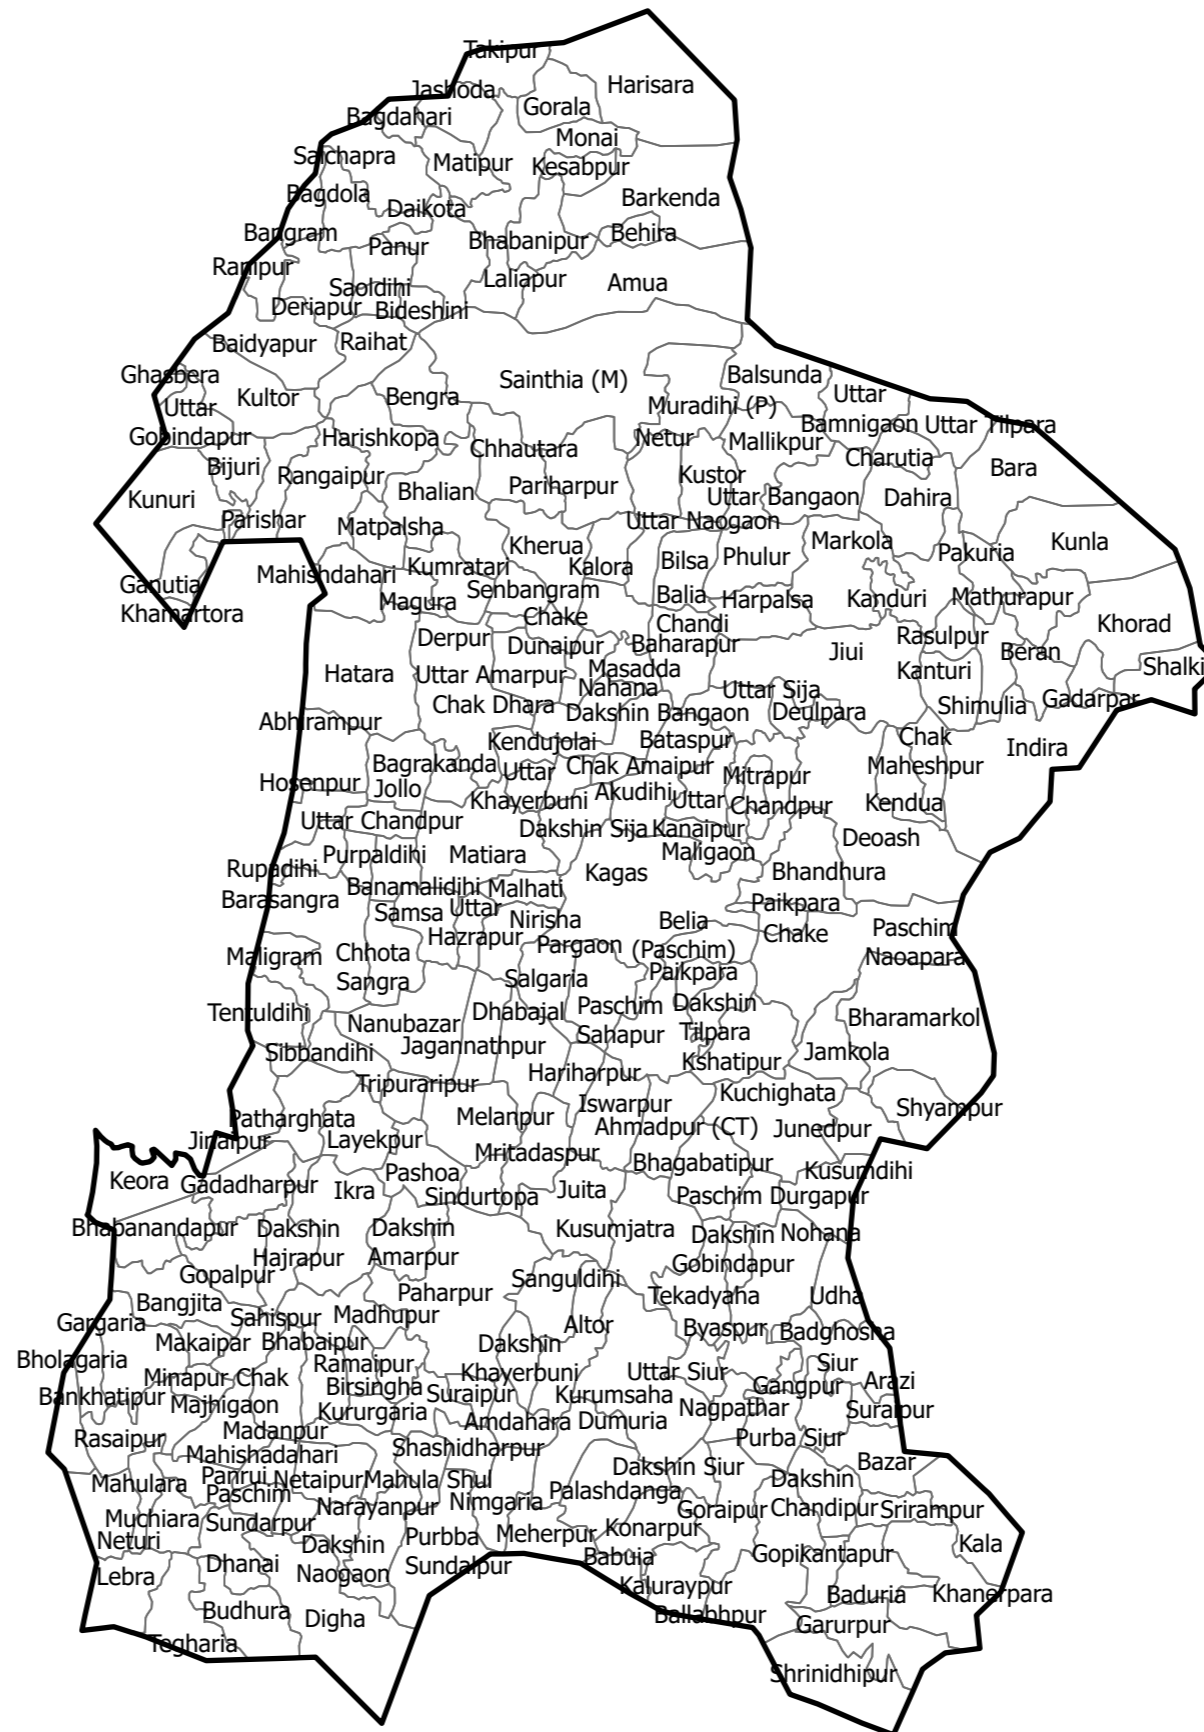 Takipur
Harisara
Jashoda
Gorala
Bagdahari
Monai
Salchapra
Matipur
Kesabpur
Bagdola
Barkenda
Daikota
Bangram
Panur
Bhabanipur
Behira
Ranipur
Saoldihi
Laliapur
Amua
Deriapur
Bideshini
Baidyapur
Raihat
Ghasbera
Sainthia (M)
Balsunda
Uttar
Gobindapur
Kultor
Bengra
Muradihi (P)
Uttar
Bamnigaon
Uttar Tilpara
Harishkopa
Chhautara
Netur
Mallikpur
Charutia
Bara
Bijuri
Rangaipur
Kunuri
Bhalian
Pariharpur
Kustor
Uttar Bangaon
Dahira
Parishar
Matpalsha
Uttar Naogaon
Kherua
Markola
Pakuria
Kunla
Ganutia
Mahishdahari
Kumratari
Kalora
Bilsa
Phulur
Khamartora
Magura
Senbangram
Balia
Harpalsa
Kanduri
Mathurapur
Chake
Dunaipur
Chandi
Baharapur
Khorad
Derpur
Rasulpur
Beran
Jiui
Hatara
Uttar Amarpur
Masadda
Kanturi
Shalki
Nahana
Uttar Sija
Chak Dhara
Dakshin Bangaon
Deulpara
Shimulia
Gadarpar
Abhirampur
Kendujolai
Bataspur
Chak
Maheshpur
Indira
Bagrakanda
Uttar
Khayerbuni
Chak Amaipur
Mitrapur
Hosenpur
Jollo
Akudihi
Uttar
Kanaipur
Chandpur
Kendua
Uttar Chandpur
Dakshin Sija
Deoash
Purpaldihi
Matiara
Maligaon
Rupadihi
Kagas
Bhandhura
Barasangra
Banamalidihi
Malhati
Samsa
Uttar
Hazrapur
Nirisha
Belia
Paikpara
Chake
Paschim
Naoapara
Maligram
Chhota
Sangra
Pargaon (Paschim)
Salgaria
Paikpara
Tentuldihi
Nanubazar
Dhabajal
Paschim
Sahapur
Dakshin
Tilpara
Bharamarkol
Sibbandihi
Jagannathpur
Kshatipur
Jamkola
Tripuraripur
Hariharpur
Kuchighata
Patharghata
Melanpur
Iswarpur
Shyampur
Jinaipur
Layekpur
Ahmadpur (CT)
Junedpur
Mritadaspur
Keora
Gadadharpur
Ikra
Pashoa
Bhagabatipur
Kusumdihi
Sindurtopa
Juita
Paschim Durgapur
Bhabanandapur
Dakshin
Hajrapur
Dakshin
Amarpur
Kusumjatra
Dakshin
Gobindapur
Nohana
Gopalpur
Sanguldihi
Bangjita
Paharpur
Tekadyaha
Udha
Gargaria
Sahispur
Madhupur
Altor
Byaspur
Badghosha
Makaipar
Bhabaipur
Dakshin
Khayerbuni
Bholagaria
Ramaipur
Uttar Siur
Siur
Minapur
Chak
Madanpur
Birsingha
Gangpur
Arazi
Suraipur
Bankhatipur
Majhigaon
Suraipur
Kurumsaha
Nagpathar
Kururgaria
Amdahara
Dumuria
Rasaipur
Purba Siur
Mahishadahari
Shashidharpur
Dakshin Siur
Bazar
Mahulara
Panrui
Netaipur
Mahula Shul
Palashdanga
Dakshin
Chandipur
Paschim
Sundarpur
Narayanpur
Nimgaria
Goraipur
Srirampur
Muchiara
Neturi
Dakshin
Naogaon
Purbba
Sundalpur
Meherpur
Konarpur
Kala
Lebra
Dhanai
Babuia
Gopikantapur
Kaluraypur
Baduria
Khanerpara
Budhura
Digha
Ballabhpur
Garurpur
Tegharia
Shrinidhipur